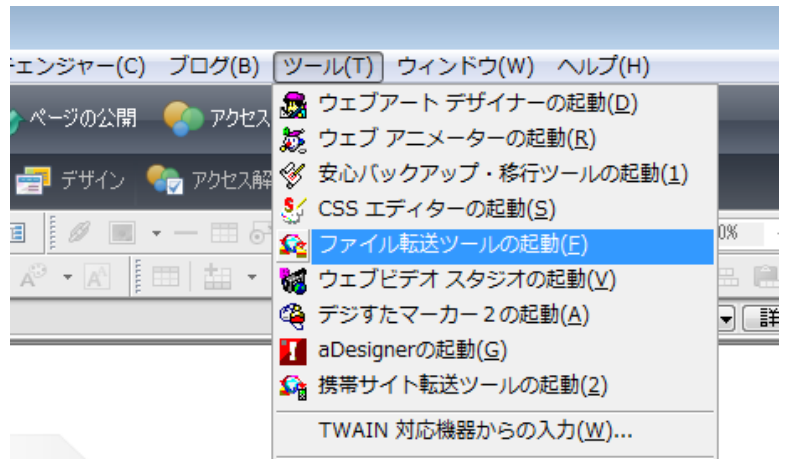 ェンジャー(C) ブログ(B) ツール(T) ウィンドウ(W) ヘルプ(H)
ページの公開 アクセス
デザイン アクセス解
0%
詳
ウェブアート デザイナーの起動(D)
ウェブ アニメーターの起動(R)
安心バックアップ・移行ツールの起動(1)
CSS エディターの起動(S)
ファイル転送ツールの起動(F)
ウェブビデオ スタジオの起動(V)
デジすたマーカー２の起動(A)
aDesignerの起動(G)
携帯サイト転送ツールの起動(2)
TWAIN 対応機器からの入力(W)...